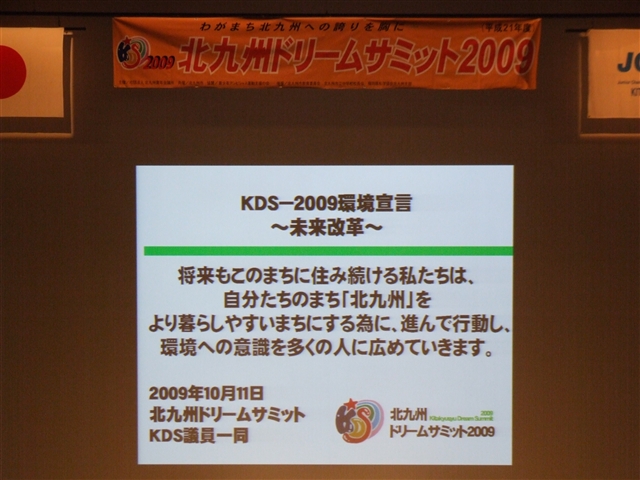 わがまち北九州への誇りを胸に
平成21年度
2009 北九州ドリームサミット2009
JC
KDS－2009環境宣言
～未来改革～
将来もこのまちに住み続ける私たちは、
自分たちのまち「北九州」を
より暮らしやすいまちにする為に、進んで行動し、
環境への意識を多くの人に広めていきます。
2009年10月11日
北九州ドリームサミット
KDS議員一同
KDS
北九州 2009
Kitakyusyu Dream Summit
ドリームサミット2009